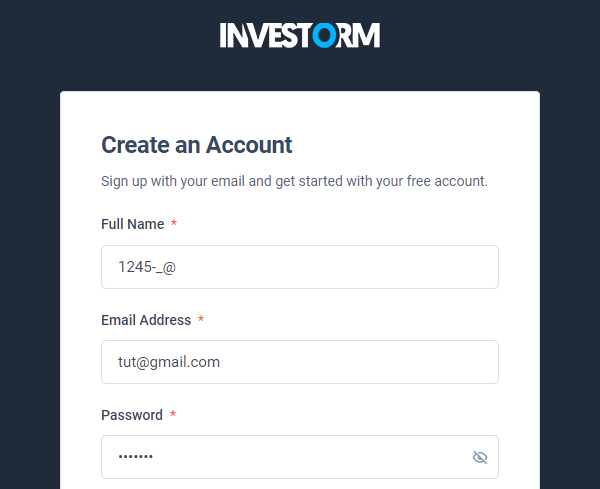 INVESTORM
Create an Account
Sign up with your email and get started with your free account.
Full Name *
1245-_@
Email Address *
tut@gmail.com
Password *
•••••••